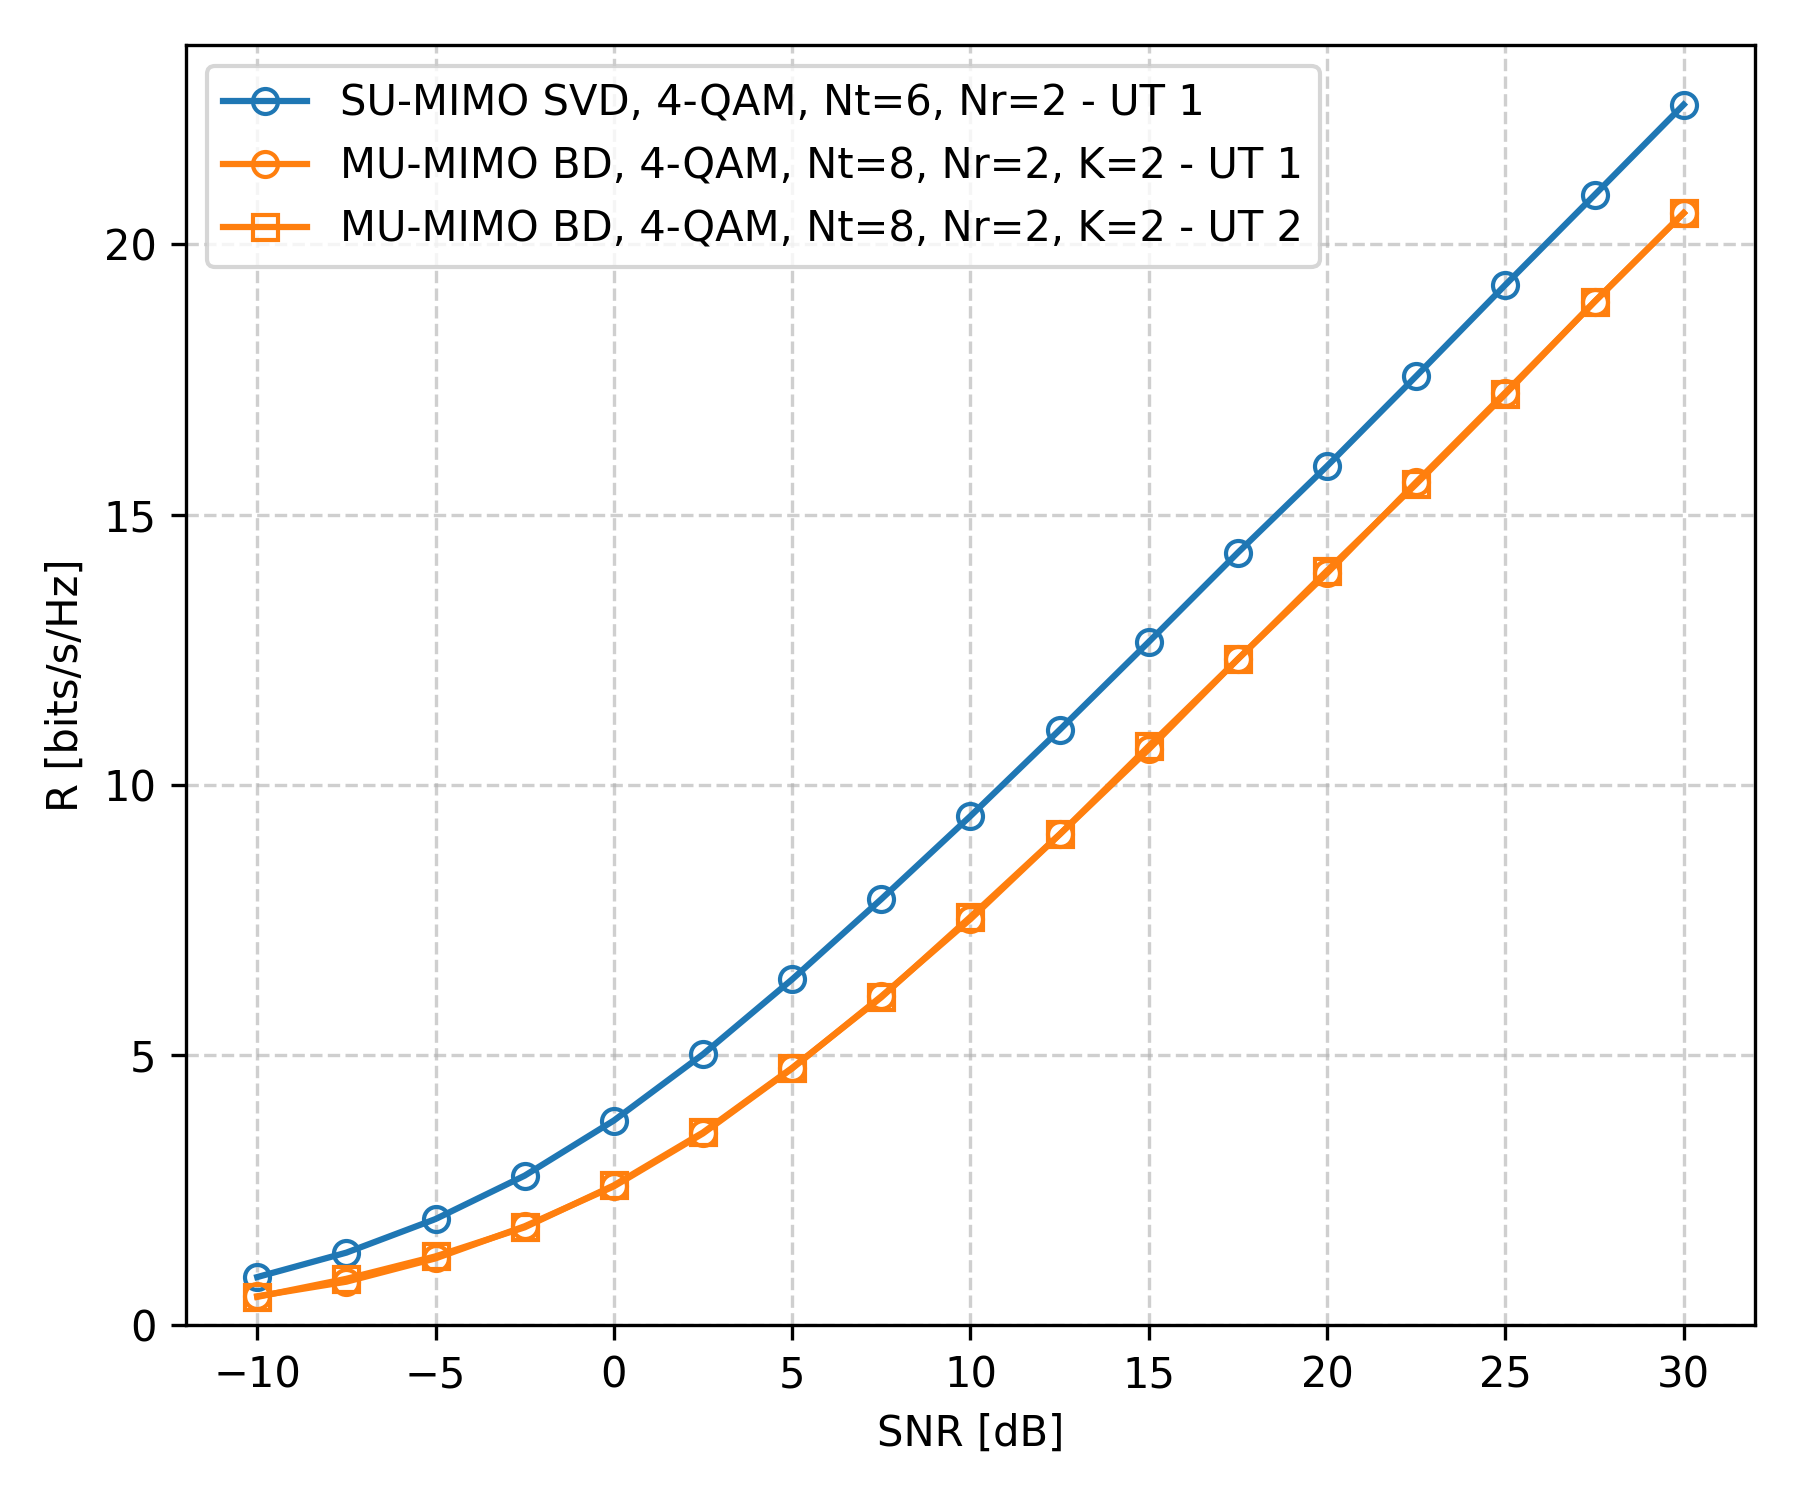 SU-MIMO SVD, 4-QAM, Nt=6, Nr=2 - UT 1
MU-MIMO BD, 4-QAM, Nt=8, Nr=2, K=2 - UT 1
MU-MIMO BD, 4-QAM, Nt=8, Nr=2, K=2 - UT 2
20
15
10
5
0
R [bits/s/Hz]
−10 −5 0 5 10 15 20 25 30
SNR [dB]